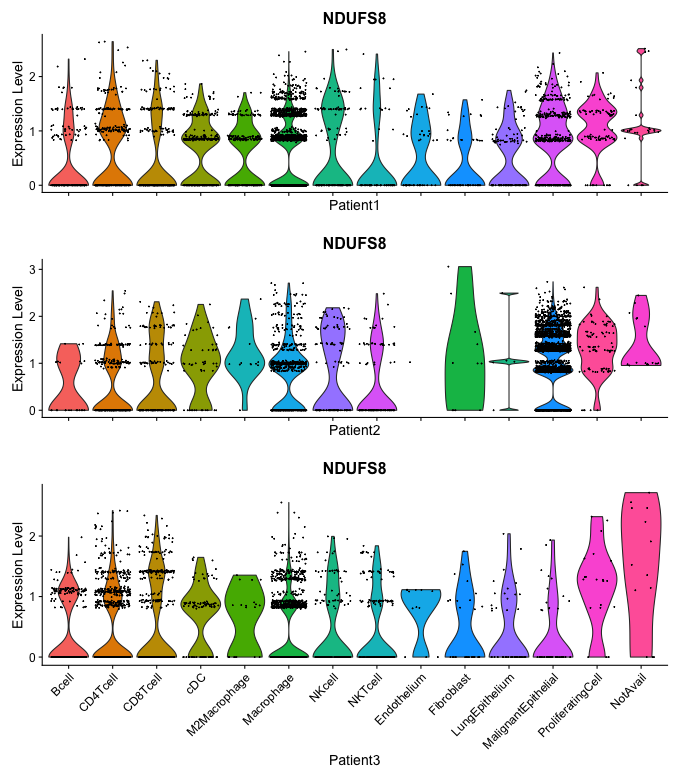 NDUFS8
Expression Level
2
1
0
Patient1
NDUFS8
Expression Level
3
2
1
0
Patient2
NDUFS8
Expression Level
2
1
0
Bcell
CD4Tcell
CD8Tcell
cDC
M2Macrophage
Macrophage
NKcell
NKTcell
Endothelium
Fibroblast
LungEpithelium
MalignantEpithelial
ProliferatingCell
NotAvail
Patient3